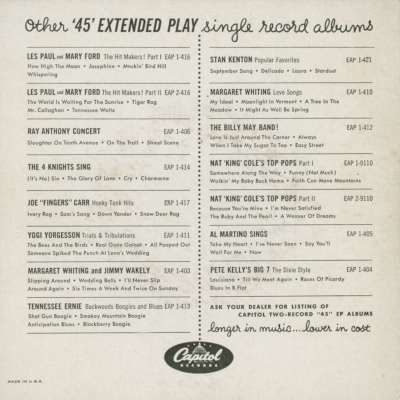 Other '45' EXTENDED PLAY single record albums
LES PAUL AND MARY FORD The Hit Makers! Part I EAP 1-416
How High The Moon • Josephine • Mockin' Bird Hill
Whispering
LES PAUL AND MARY FORD The Hit Makers! Part II EAP 2-416
The World Is Waiting For The Sunrise • Tiger Rag
Mr. Callaghan • Tennessee Waltz
RAY ANTHONY CONCERT EAP 1-406
Slaughter On Tenth Avenue • On The Trail • Street Scene
THE 4 KNIGHTS SING EAP 1-414
(It's No) Sin • The Glory Of Love • Cry • Charmaine
JOE "FINGERS" CARR Honky Tonk Hits EAP 1-417
Ivory Rag • Sam's Song • Down Yonder • Snow Deer Rag
YOGI YORGESSON Trials & Tribulations EAP 1-411
The Bees And The Birds • Real Gone Galoot • All Pooped Out
Someone Spiked The Punch At Lena's Wedding
MARGARET WHITING and JIMMY WAKELY EAP 1-403
Slipping Around • Wedding Bells • I'll Never Slip
Around Again • Six Times A Week And Twice On Sunday
TENNESSEE ERNIE Backwoods Boogies and Blues EAP 1-413
Shot Gun Boogie • Smokey Mountain Boogie
Anticipation Blues • Blackberry Boogie
STAN KENTON Popular Favorites EAP 1-421
September Song • Delicado • Laura • Stardust
MARGARET WHITING Love Songs EAP 1-410
My Ideal • Moonlight In Vermont • A Tree In The
Meadow • It Might As Well Be Spring
THE BILLY MAY BAND! EAP 1-412
Love Is Just Around The Corner • Always
When I Take My Sugar To Tea • Easy Street
NAT 'KING' COLE'S TOP POPS Part I EAP 1-9110
Somewhere Along The Way • Funny (Not Much)
Walkin' My Baby Back Home • Faith Can Move Mountains
NAT 'KING' COLE'S TOP POPS Part II EAP 2-9110
Because You're Mine • I'm Never Satisfied
The Ruby And The Pearl • A Weaver Of Dreams
AL MARTINO SINGS EAP 1-405
Take My Heart • I've Never Seen • Say You'll
Wait For Me • Now
PETE KELLY'S BIG 7 The Dixie Style EAP 1-404
Louisiana • Till We Meet Again • Roses Of Picardy
Blues In B Flat
ASK YOUR DEALER FOR LISTING OF
CAPITOL TWO-RECORD "45" EP ALBUMS
longer in music...lower in cost
Capitol
RECORDS
MADE IN U.S.A.